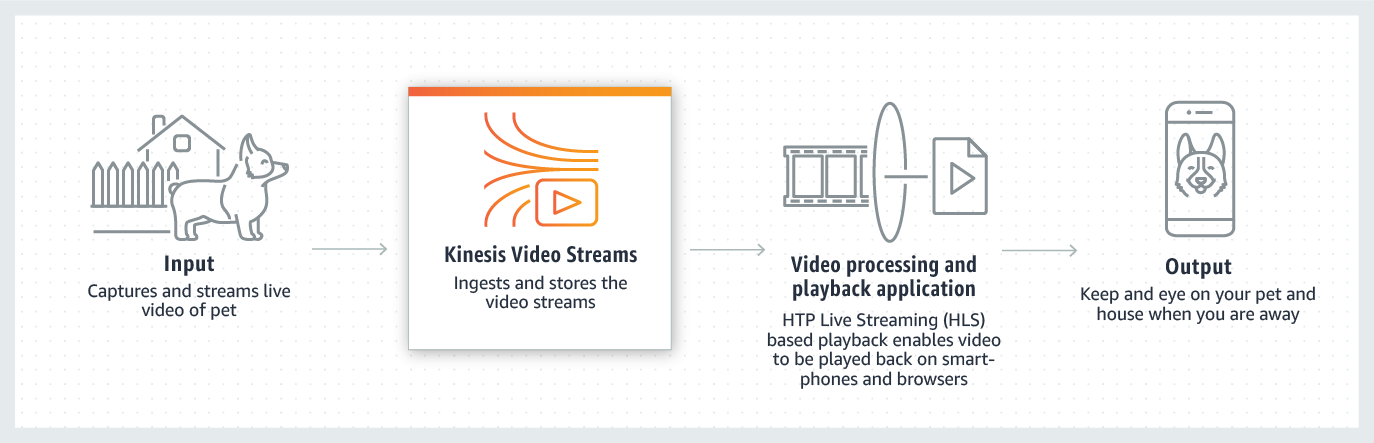 Input
Captures and streams live
video of pet
Kinesis Video Streams
Ingests and stores the
video streams
Video processing and
playback application
HTP Live Streaming (HLS)
based playback enables video
to be played back on smart-
phones and browsers
Output
Keep and eye on your pet and
house when you are away